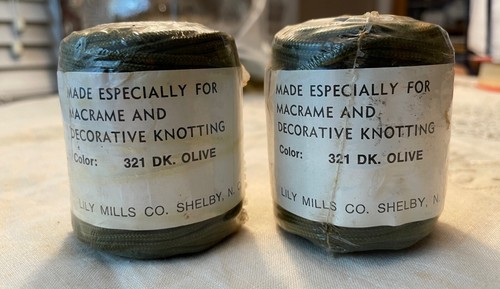 MADE ESPECIALLY FOR
MACRAME AND
DECORATIVE KNOTTING
Color: 321 DK. OLIVE
LILY MILLS CO. SHELBY, N.
MADE ESPECIALLY FOR
MACRAME AND
DECORATIVE KNOTTING
Color: 321 DK. OLIVE
LILY MILLS CO. SHELBY, N.